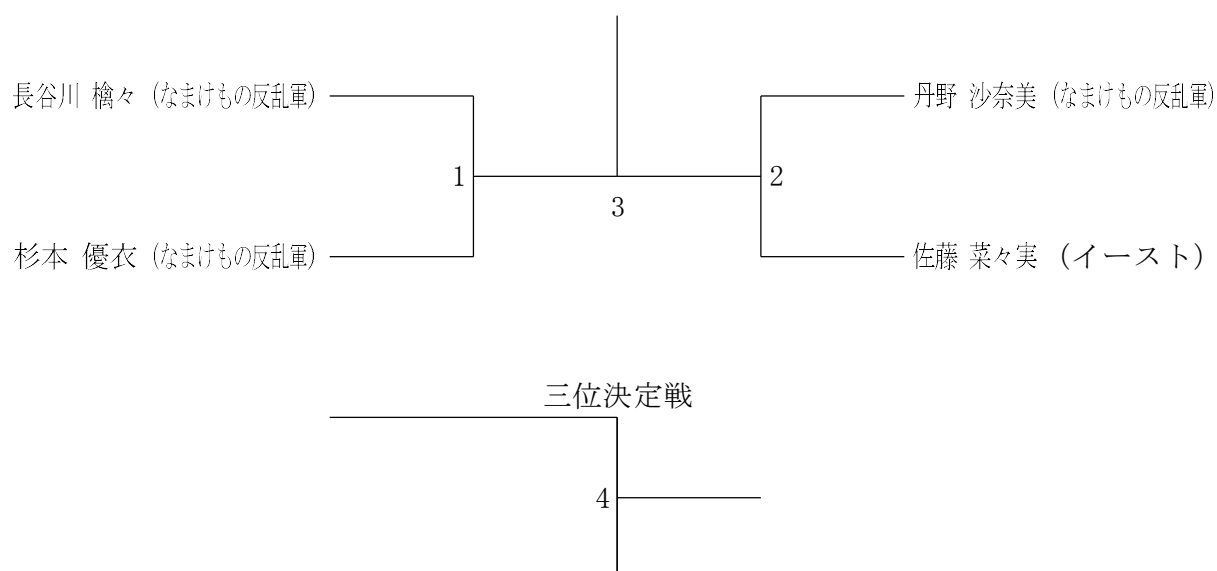 長谷川 檎々 (なまけもの反乱軍)
丹野 沙奈美 (なまけもの反乱軍)
1
2
3
杉本 優衣 (なまけもの反乱軍)
佐藤 菜々実 (イースト)
三位決定戦
4